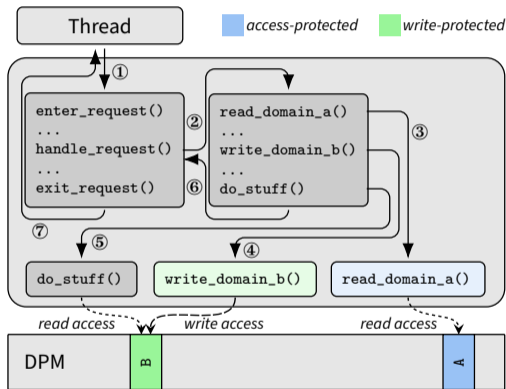 Thread
access-protected
write-protected
①
enter_request()
...
handle_request()
...
exit_request()
②
read_domain_a()
...
write_domain_b()
...
do_stuff()
③
⑥
⑦
⑤
④
do_stuff()
write_domain_b()
read_domain_a()
read access
write access
read access
DPM
B
A